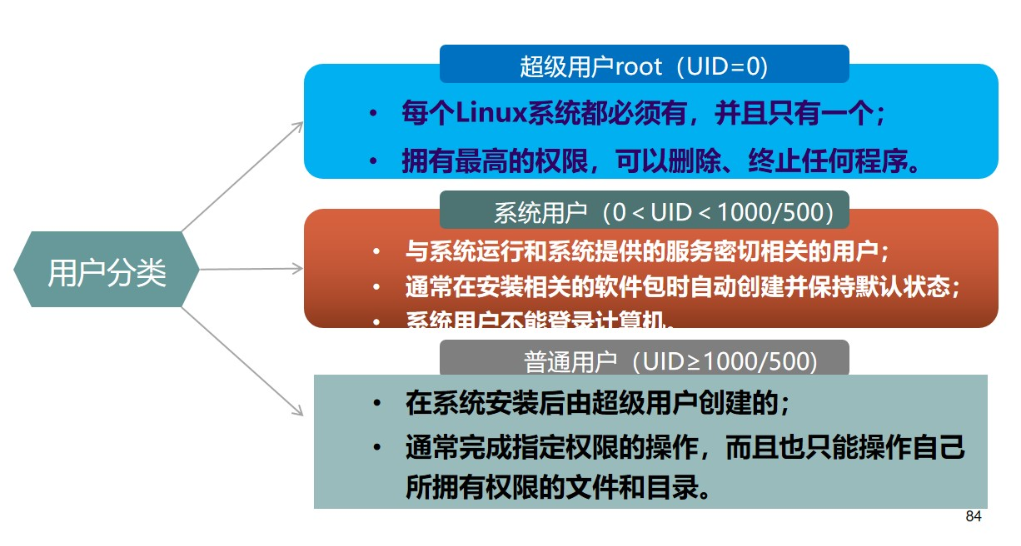 用户分类
超级用户root（UID=0)
• 每个Linux系统都必须有，并且只有一个；
• 拥有最高的权限，可以删除、终止任何程序。
系统用户（0＜UID＜1000/500）
• 与系统运行和系统提供的服务密切相关的用户；
• 通常在安装相关的软件包时自动创建并保持默认状态；
• 系统用户不能登录计算机。
普通用户（UID≥1000/500)
• 在系统安装后由超级用户创建的；
• 通常完成指定权限的操作，而且也只能操作自己
所拥有权限的文件和目录。
84